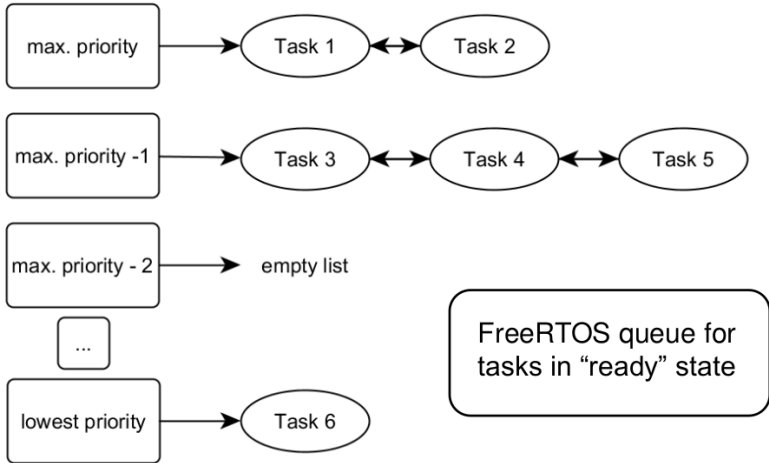 max. priority
Task 1
Task 2
max. priority -1
Task 3
Task 4
Task 5
max. priority - 2
empty list
...
FreeRTOS queue for
tasks in “ready” state
lowest priority
Task 6